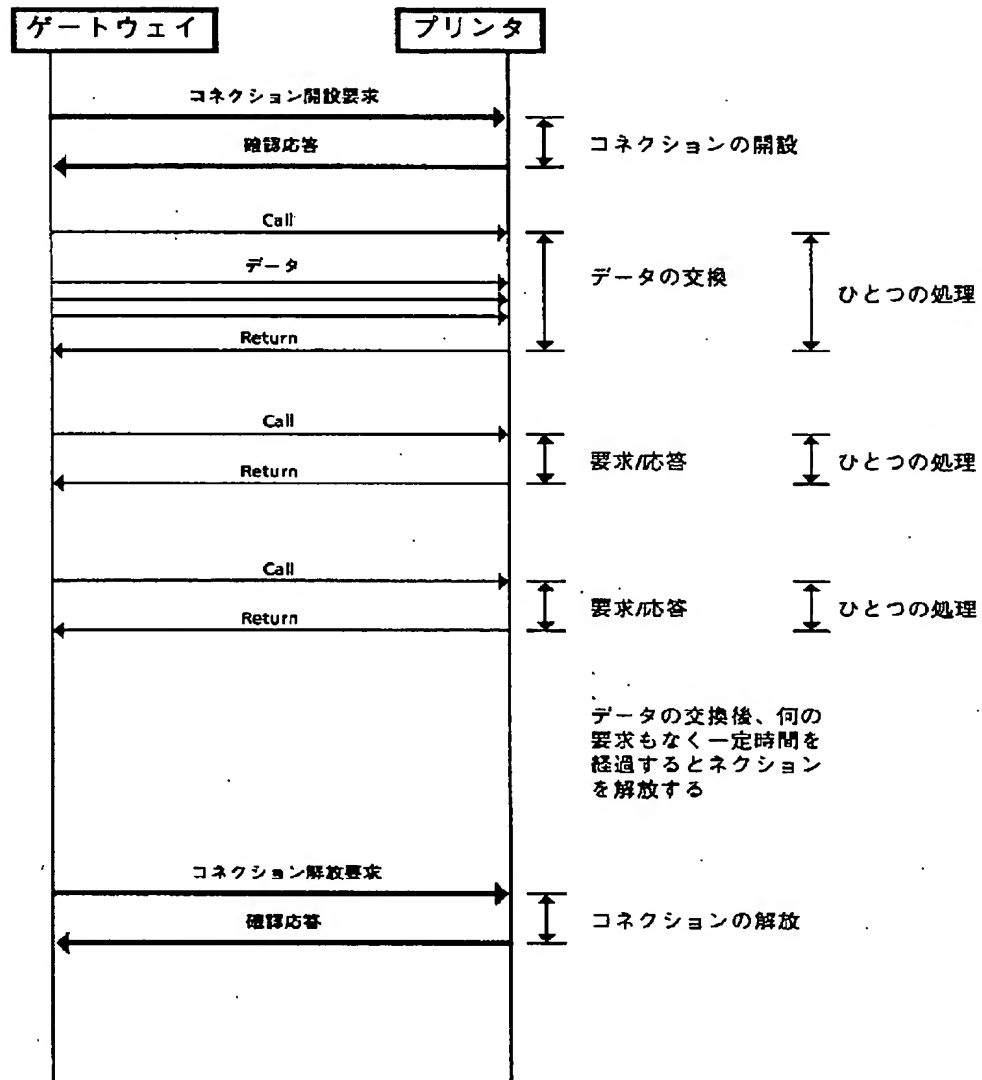 ゲートウェイ
プリンタ
コネクション開設要求
確認応答
コネクションの開設
Call
データ
データの交換
ひとつの処理
Return
Call
要求/応答
ひとつの処理
Return
Call
要求/応答
ひとつの処理
Return
データの交換後、何の
要求もなく一定時間を
経過するとネクション
を解放する
コネクション解放要求
確認応答
コネクションの解放